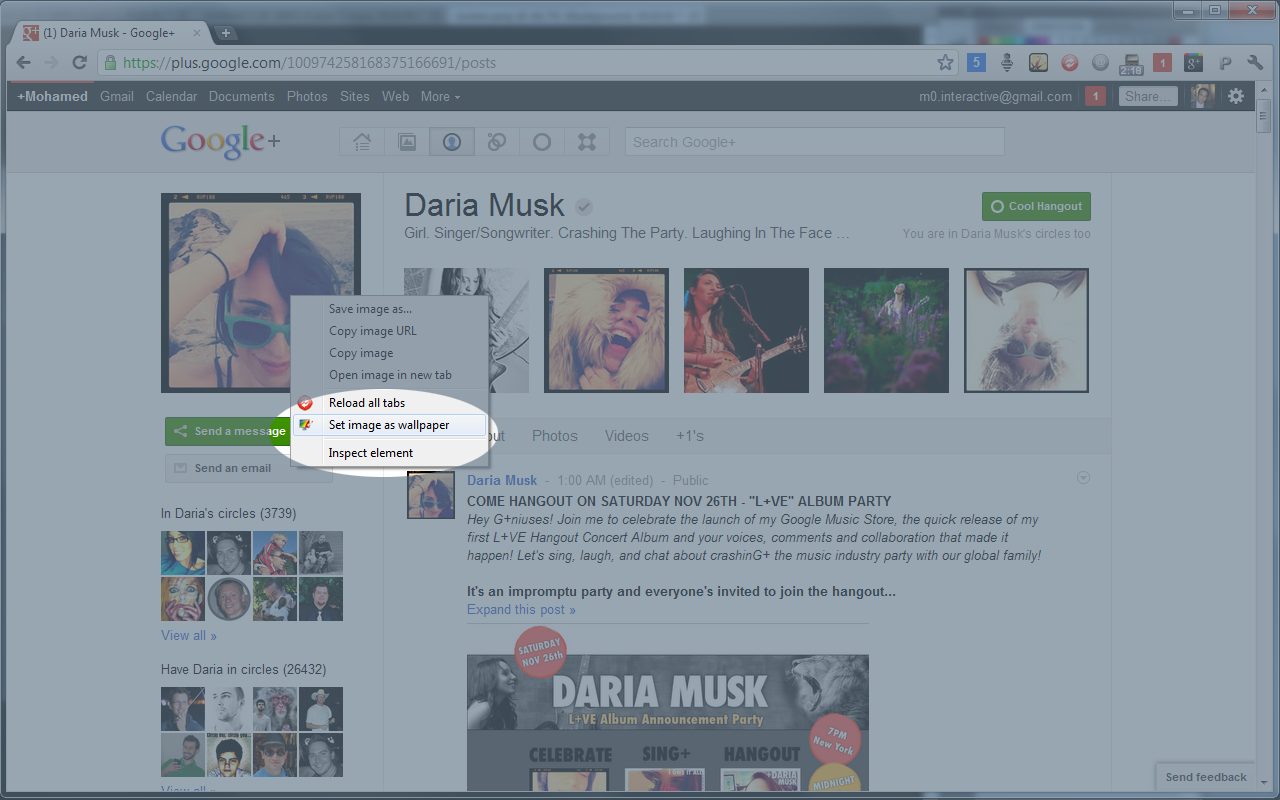 (1) Daria Musk - Google+
https://plus.google.com/100974258168375166691/posts
5
2:18
1
g+
P
+Mohamed Gmail Calendar Documents Photos Sites Web More
m0.interactive@gmail.com 1 Share...
Google+
Search Google+
Daria Musk
Cool Hangout
Girl. Singer/Songwriter. Crashing The Party. Laughing In The Face ...
You are in Daria Musk's circles too
Save image as...
Copy image URL
Copy image
Open image in new tab
Reload all tabs
Set image as wallpaper
Inspect element
Send a message
Send an email
Photos Videos +1's
Daria Musk - 1:00 AM (edited) - Public
COME HANGOUT ON SATURDAY NOV 26TH - "L+VE" ALBUM PARTY
Hey G+niuses! Join me to celebrate the launch of my Google Music Store, the quick release of my
first L+VE Hangout Concert Album and your voices, comments and collaboration that made it
happen! Let's sing, laugh, and chat about crashinG+ the music industry party with our global family!
It's an impromptu party and everyone's invited to join the hangout...
Expand this post »
In Daria's circles (3739)
View all »
Have Daria in circles (26432)
View all »
SATURDAY
NOV 26th
DARIA MUSK
L+VE Album Announcement Party
7PM
New York
MIDNIGHT
CELEBRATE SING+ HANGOUT
Send feedback